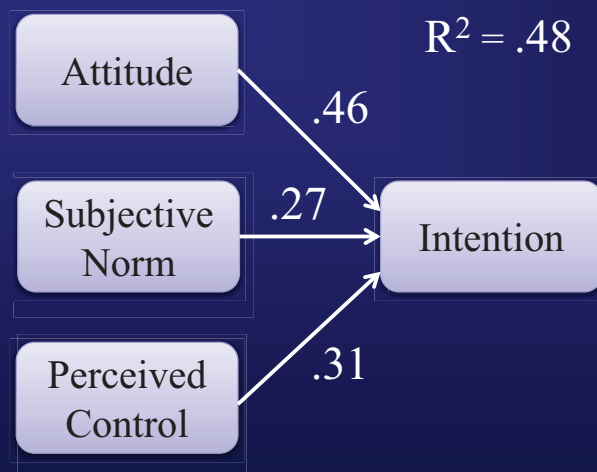 R² = .48
Attitude
.46
Subjective
Norm
.27
Intention
Perceived
Control
.31